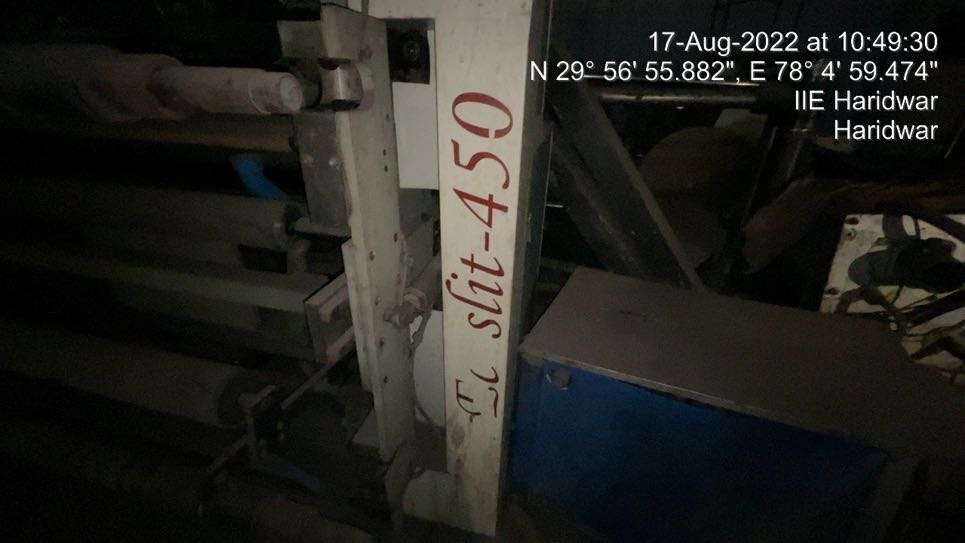 17-Aug-2022 at 10:49:30
N 29° 56' 55.882", E 78° 4' 59.474"
IIE Haridwar
Haridwar
slit-450